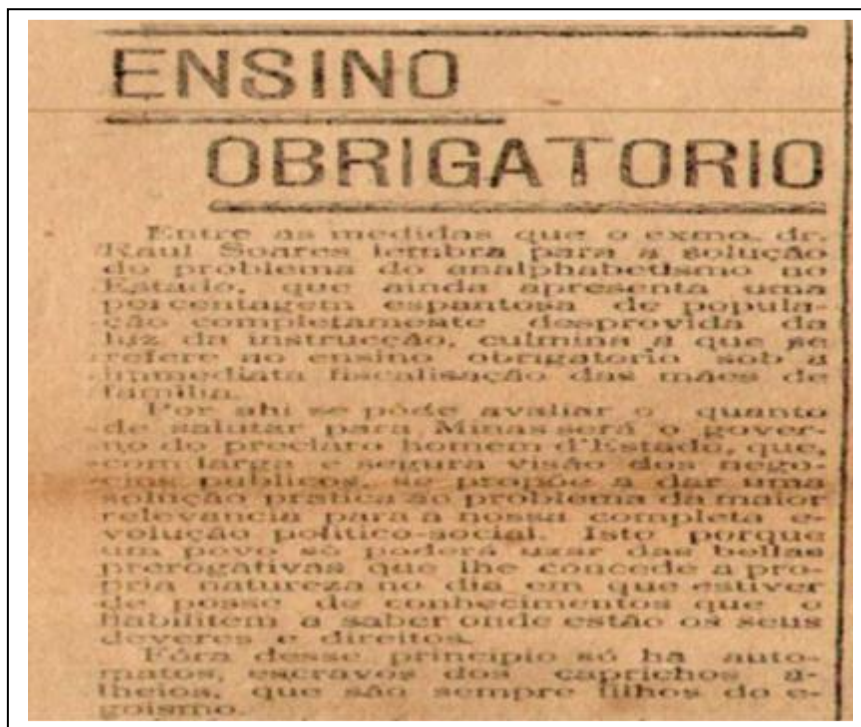 ENSINO
OBRIGATORIO
Entre as medidas que o exmo. dr.
Raul Soares lembra para a solução
do problema do analphabetismo no
Estado, que ainda apresenta uma
percentagem espantosa de popula-
ção completamente desprovida da
luz da instrucção, culmina a que se
refere ao ensino obrigatorio sob a
immediata fiscalisação das mães de
familia.
Por ahi se póde avaliar o quanto
de salutar para Minas será o gover-
no do preclaro homem d'Estado, que,
com larga e segura visão dos nego-
cios publicos, se propõe a dar uma
solução pratica ao problema da maior
relevancia para a nossa completa e-
volução politico-social. Isto porque
um povo só poderá uzar das bellas
prerogativas que lhe concede a pro-
pria natureza no dia em que estiver
de posse de conhecimentos que o
habilitem a saber onde estão os seus
deveres e direitos.
Fóra desse principio só ha auto-
matos, escravos dos caprichos a-
lheios, que são sempre filhos do e-
goismo.